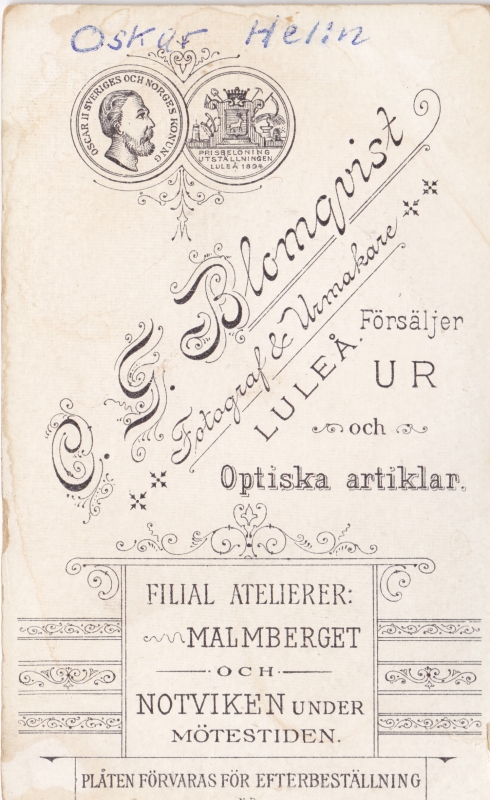 Oskar Helin
OSCAR II SVERIGES OCH NORGES KONUNG
PRISBELÖNING
UTSTÄLLNINGEN
LULEÅ 1894
C. G. Blomqvist
Fotograf & Urmakare
LULEÅ.
Försäljer
UR
och
Optiska artiklar.
FILIAL ATELIERER:
MALMBERGET
OCH
NOTVIKEN UNDER
MÖTESTIDEN.
PLÅTEN FÖRVARAS FÖR EFTERBESTÄLLNING